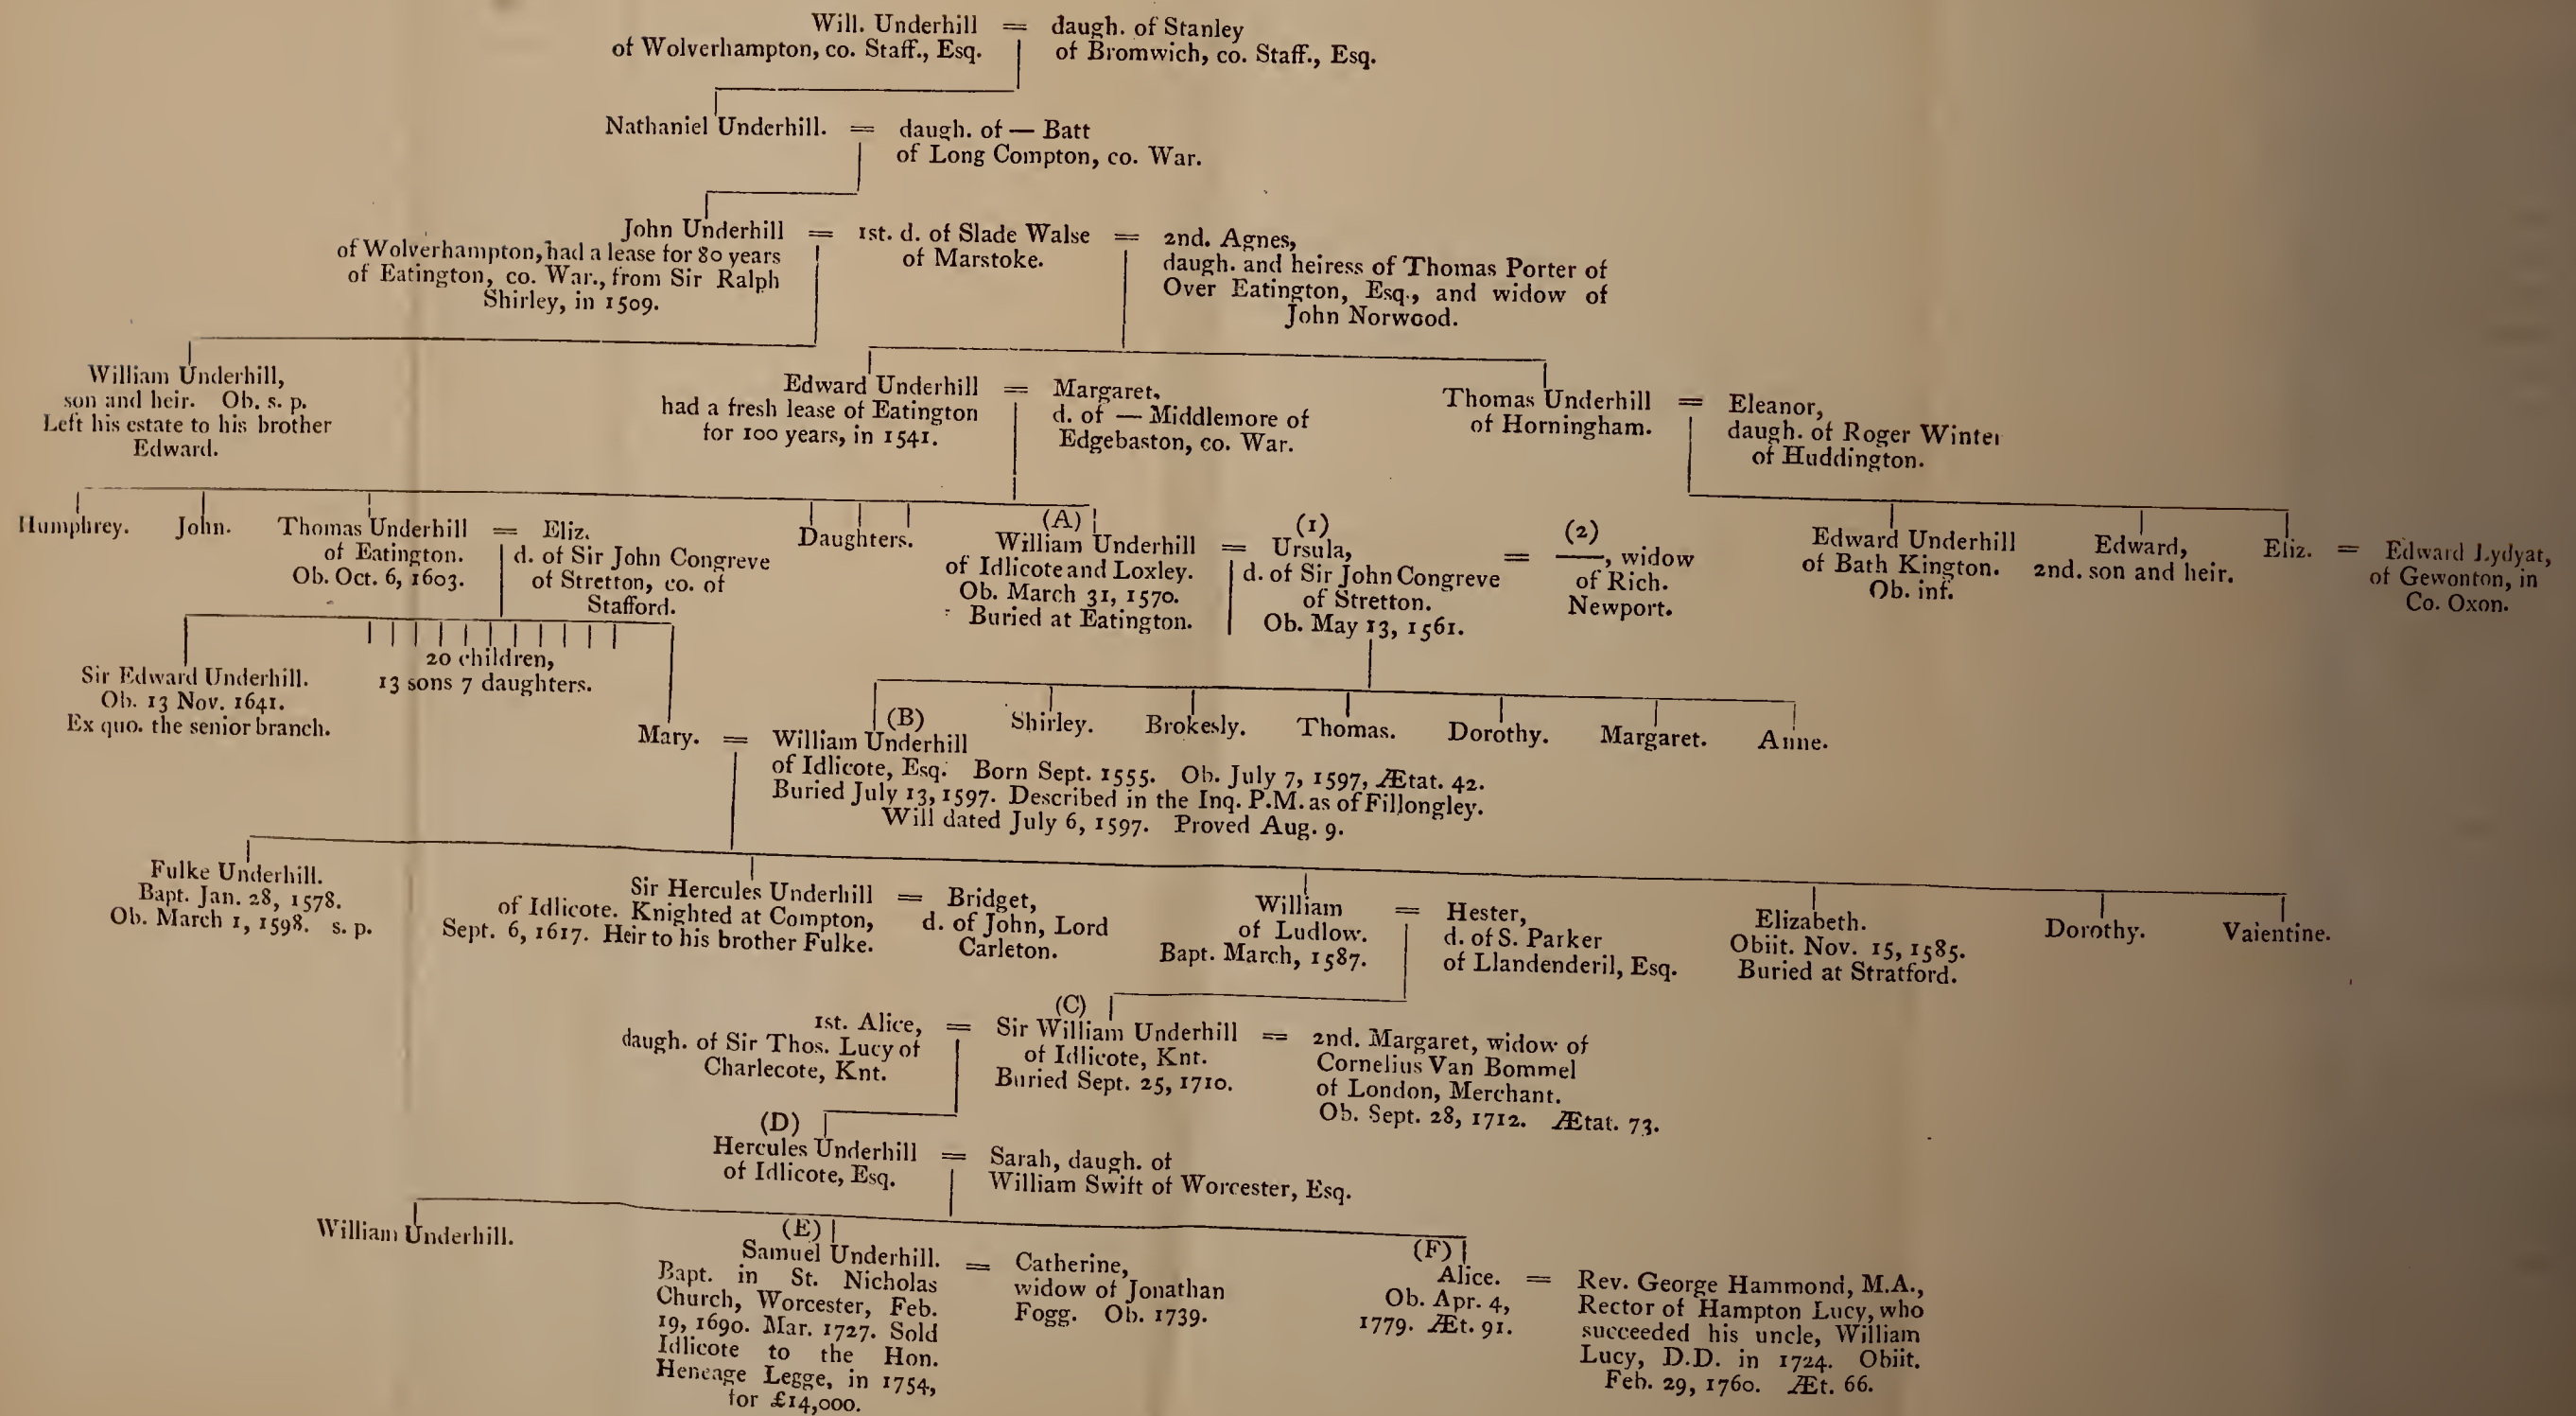 Will. Underhill = daugh. of Stanley
of Wolverhampton, co. Staff., Esq. of Bromwich, co. Staff., Esq.
Nathaniel Underhill. = daugh. of — Batt
of Long Compton, co. War.
John Underhill
of Wolverhampton, had a lease for 80 years
of Eatington, co. War., from Sir Ralph
Shirley, in 1509.
= 1st. d. of Slade Walse
of Marstoke.
= 2nd. Agnes,
daugh. and heiress of Thomas Porter of
Over Eatington, Esq., and widow of
John Norwood.
William Underhill,
son and heir. Ob. s. p.
Left his estate to his brother
Edward.
Edward Underhill
had a fresh lease of Eatington
for 100 years, in 1541.
= Margaret,
d. of — Middlemore of
Edgebaston, co. War.
Thomas Underhill
of Horningham.
= Eleanor,
daugh. of Roger Winter
of Huddington.
Humphrey.
John.
Thomas Underhill
of Eatington.
Ob. Oct. 6, 1603.
= Eliz.
d. of Sir John Congreve
of Stretton, co. of
Stafford.
Daughters.
(A)
William Underhill
of Idlicote and Loxley.
Ob. March 31, 1570.
Buried at Eatington.
= (1)
Ursula,
d. of Sir John Congreve
of Stretton.
Ob. May 13, 1561.
= (2)
——, widow
of Rich.
Newport.
Edward Underhill
of Bath Kington.
Ob. inf.
Edward,
2nd. son and heir.
Eliz. = Edward Lydyat,
of Gewonton, in
Co. Oxon.
Sir Edward Underhill.
Ob. 13 Nov. 1641.
Ex quo. the senior branch.
20 children,
13 sons 7 daughters.
Mary. =
(B)
William Underhill
of Idlicote, Esq. Born Sept. 1555. Ob. July 7, 1597, Ætat. 42.
Buried July 13, 1597. Described in the Inq. P.M. as of Fillongley.
Will dated July 6, 1597. Proved Aug. 9.
Shirley.
Brokesly.
Thomas.
Dorothy.
Margaret.
Anne.
Fulke Underhill.
Bapt. Jan. 28, 1578.
Ob. March 1, 1598. s. p.
Sir Hercules Underhill
of Idlicote. Knighted at Compton,
Sept. 6, 1617. Heir to his brother Fulke.
= Bridget,
d. of John, Lord
Carleton.
William
of Ludlow.
Bapt. March, 1587.
= Hester,
d. of S. Parker
of Llandenderil, Esq.
Elizabeth.
Obiit. Nov. 15, 1585.
Buried at Stratford.
Dorothy.
Valentine.
1st. Alice,
daugh. of Sir Thos. Lucy of
Charlecote, Knt.
= (C)
Sir William Underhill
of Idlicote, Knt.
Buried Sept. 25, 1710.
= 2nd. Margaret, widow of
Cornelius Van Bommel
of London, Merchant.
Ob. Sept. 28, 1712. Ætat. 73.
(D)
Hercules Underhill
of Idlicote, Esq.
= Sarah, daugh. of
William Swift of Worcester, Esq.
William Underhill.
(E)
Samuel Underhill.
Bapt. in St. Nicholas
Church, Worcester, Feb.
19, 1690. Mar. 1727. Sold
Idlicote to the Hon.
Heneage Legge, in 1754,
for £14,000.
= Catherine,
widow of Jonathan
Fogg. Ob. 1739.
(F)
Alice.
Ob. Apr. 4,
1779. Æt. 91.
= Rev. George Hammond, M.A.,
Rector of Hampton Lucy, who
succeeded his uncle, William
Lucy, D.D. in 1724. Obiit.
Feb. 29, 1760. Æt. 66.